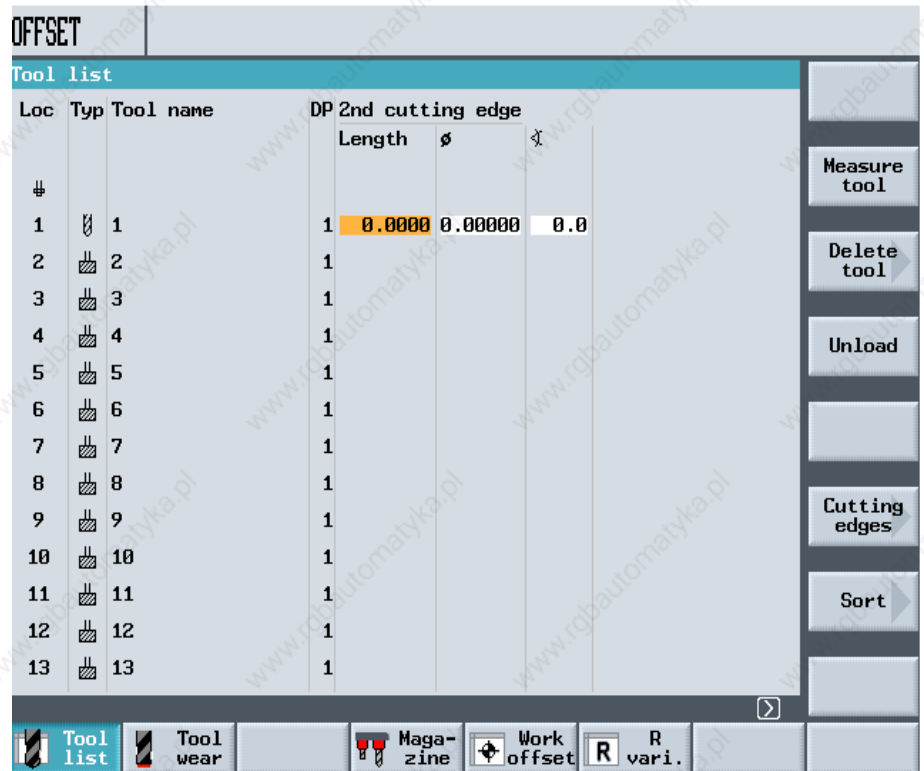 OFFSET
Tool list
Loc Typ Tool name DP 2nd cutting edge
Length ø
1 1 1 0.0000 0.00000 0.0
2 2 1
3 3 1
4 4 1
5 5 1
6 6 1
7 7 1
8 8 1
9 9 1
10 10 1
11 11 1
12 12 1
13 13 1
Measure
tool
Delete
tool
Unload
Cutting
edges
Sort
Tool
list
Tool
wear
Maga-
zine
Work
offset
R
R
vari.
www.rgbautomatyka.pl